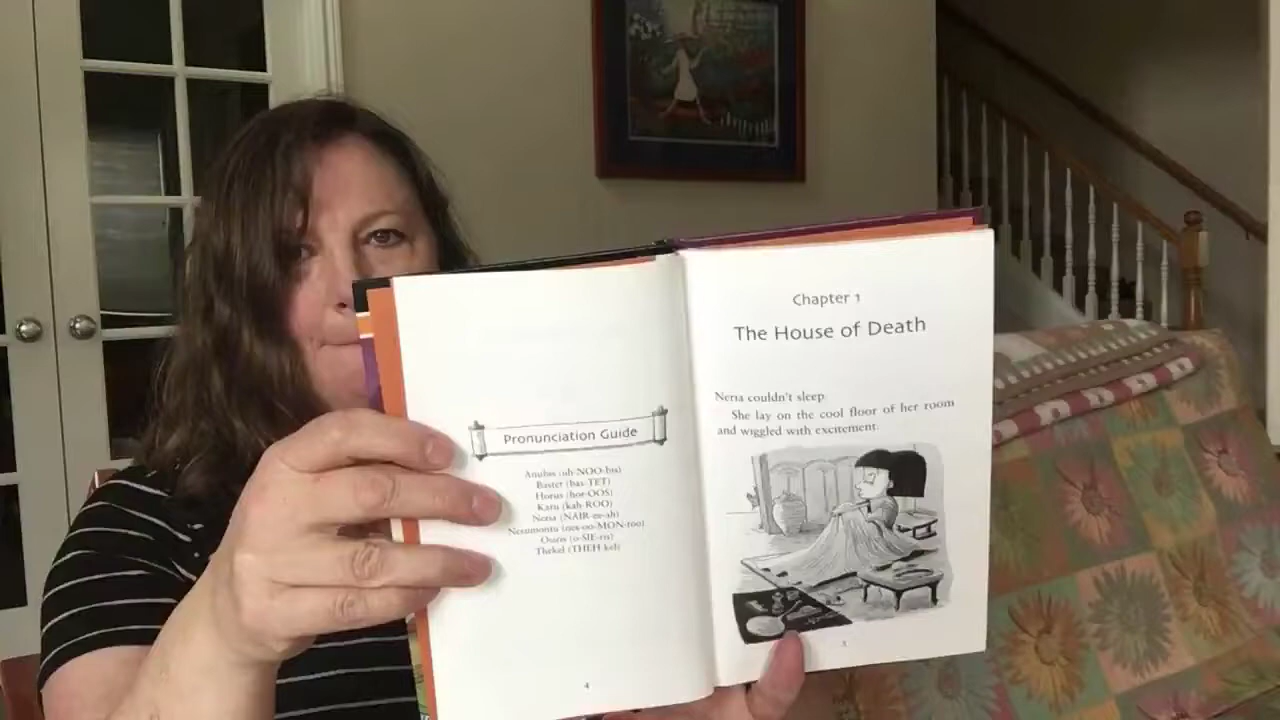 Pronunciation Guide
Anubis (uh-NOO-bis)
Bastet (bas-TET)
Horus (hor-OOS)
Karu (kah-ROO)
Neria (NAIR-ee-ah)
Nesumontu (nes-oo-MON-too)
Osiris (o-SIE-ris)
Thekel (THEH-kel)
4
Chapter 1
The House of Death
Neria couldn't sleep.
She lay on the cool floor of her room
and wiggled with excitement.